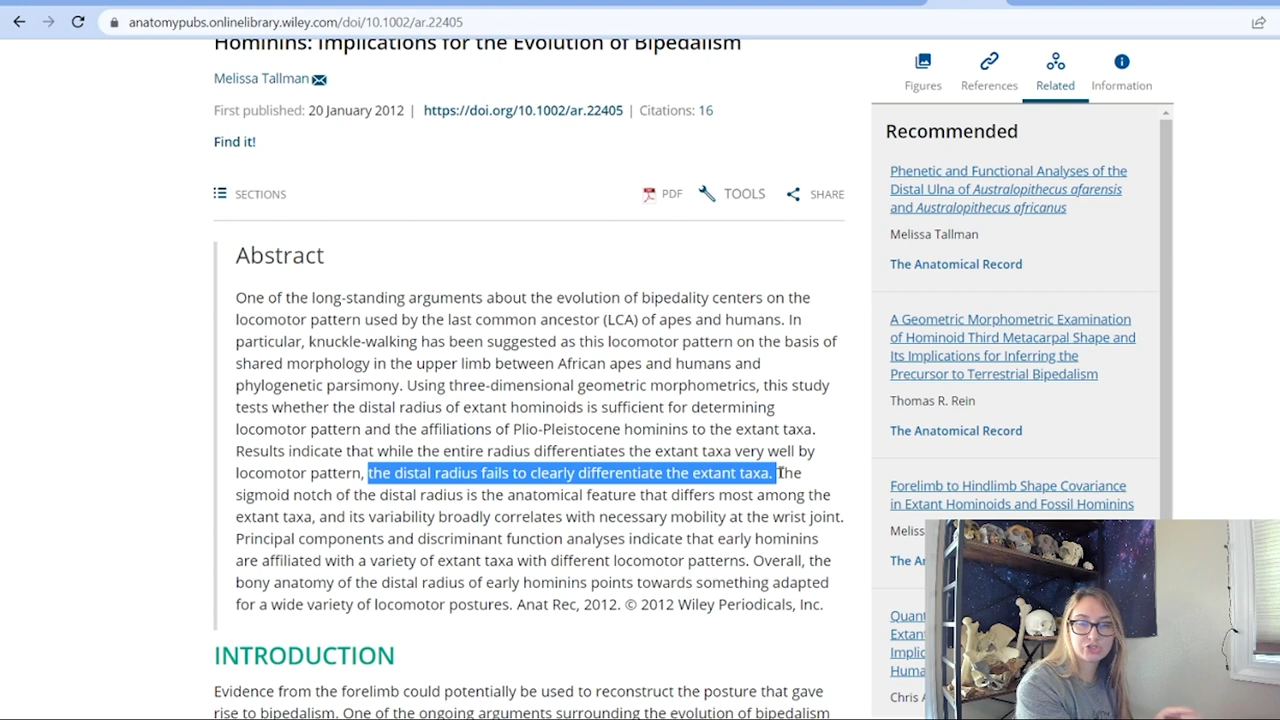 anatomypubs.onlinelibrary.wiley.com/doi/10.1002/ar.22405
Hominins: Implications for the Evolution of Bipedalism
Melissa Tallman
First published: 20 January 2012 | https://doi.org/10.1002/ar.22405 | Citations: 16
Find it!
SECTIONS
PDF
TOOLS
SHARE
Abstract
One of the long-standing arguments about the evolution of bipedality centers on the
locomotor pattern used by the last common ancestor (LCA) of apes and humans. In
particular, knuckle-walking has been suggested as this locomotor pattern on the basis of
shared morphology in the upper limb between African apes and humans and
phylogenetic parsimony. Using three-dimensional geometric morphometrics, this study
tests whether the distal radius of extant hominoids is sufficient for determining
locomotor pattern and the affiliations of Plio-Pleistocene hominins to the extant taxa.
Results indicate that while the entire radius differentiates the extant taxa very well by
locomotor pattern, the distal radius fails to clearly differentiate the extant taxa. The
sigmoid notch of the distal radius is the anatomical feature that differs most among the
extant taxa, and its variability broadly correlates with necessary mobility at the wrist joint.
Principal components and discriminant function analyses indicate that early hominins
are affiliated with a variety of extant taxa with different locomotor patterns. Overall, the
bony anatomy of the distal radius of early hominins points towards something adapted
for a wide variety of locomotor postures. Anat Rec, 2012. © 2012 Wiley Periodicals, Inc.
INTRODUCTION
Evidence from the forelimb could potentially be used to reconstruct the posture that gave
rise to bipedalism. One of the ongoing arguments surrounding the evolution of bipedalism
Figures
References
Related
Information
Recommended
Phenetic and Functional Analyses of the
Distal Ulna of Australopithecus afarensis
and Australopithecus africanus
Melissa Tallman
The Anatomical Record
A Geometric Morphometric Examination
of Hominoid Third Metacarpal Shape and
Its Implications for Inferring the
Precursor to Terrestrial Bipedalism
Thomas R. Rein
The Anatomical Record
Forelimb to Hindlimb Shape Covariance
in Extant Hominoids and Fossil Hominins
Meliss
The An
Quant
Extan
Implic
Huma
Chris A